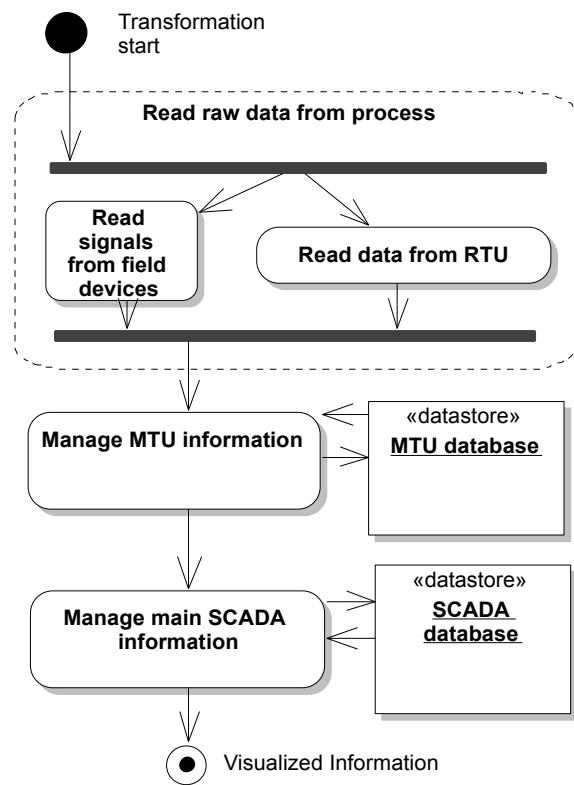 Transformation
start
Read raw data from process
Read
signals
from field
devices
Read data from RTU
Manage MTU information
«datastore»
MTU database
Manage main SCADA
information
«datastore»
SCADA
database
Visualized Information